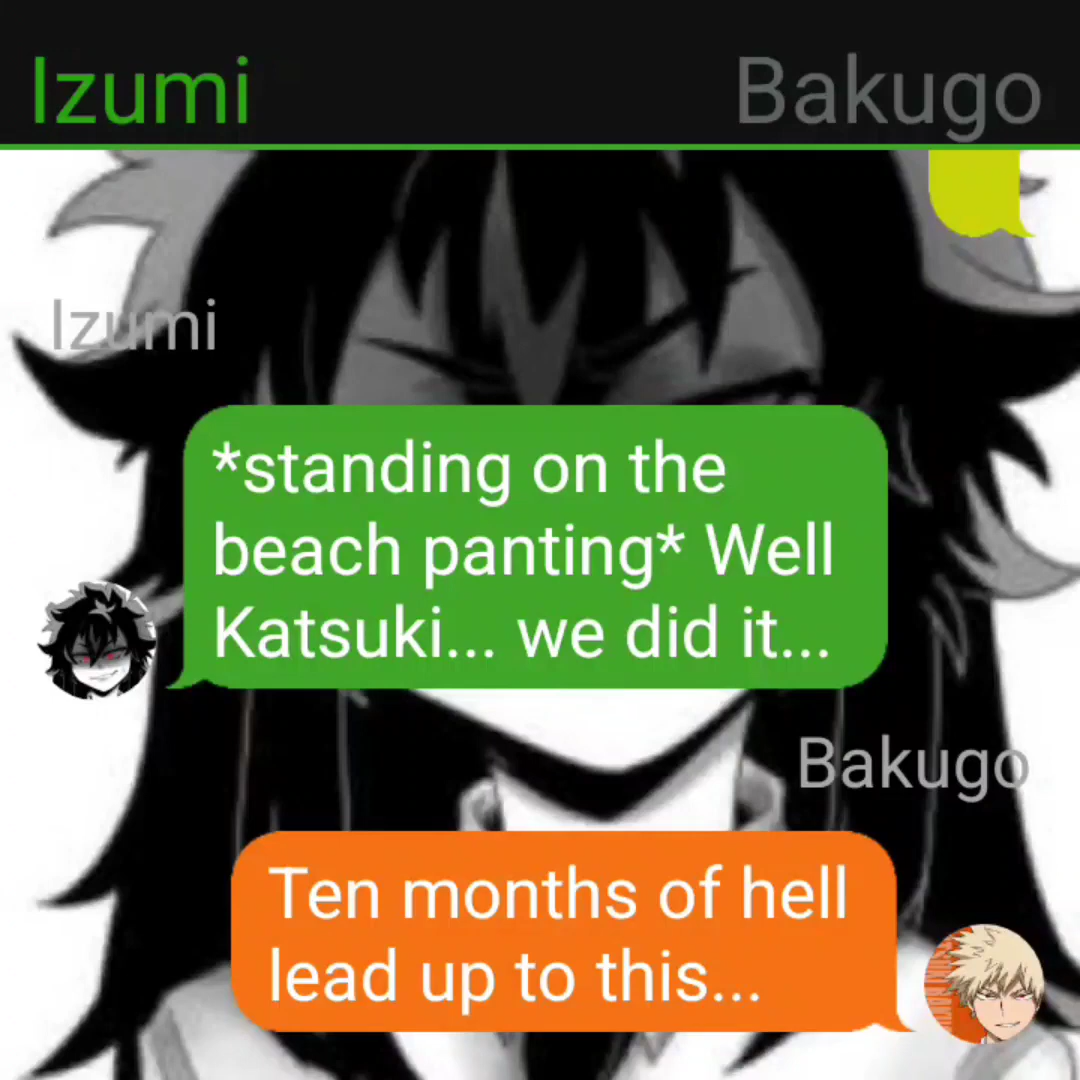 Izumi Bakugo
Izumi
*standing on the
beach panting* Well
Katsuki... we did it...
Bakugo
Ten months of hell
lead up to this...